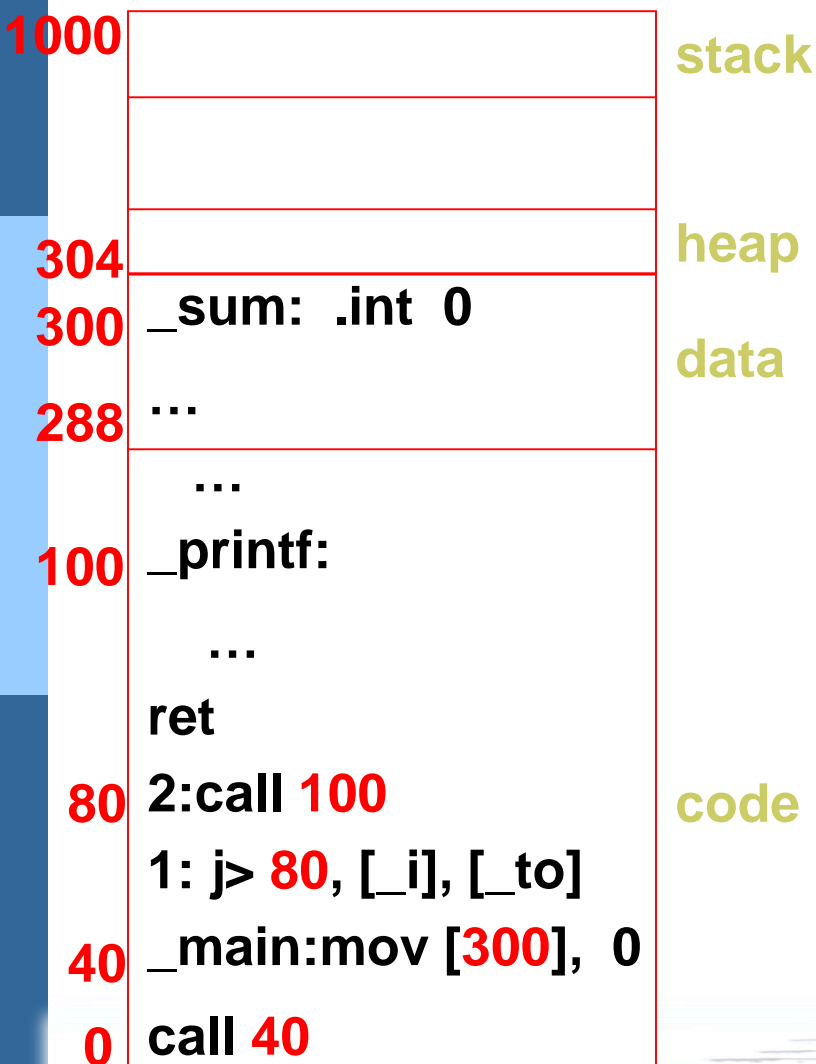 1000
stack
304
heap
300 _sum: .int 0
data
288 …
…
100 _printf:
…
ret
80 2:call 100
code
1: j> 80, [_i], [_to]
40 _main:mov [300], 0
0 call 40